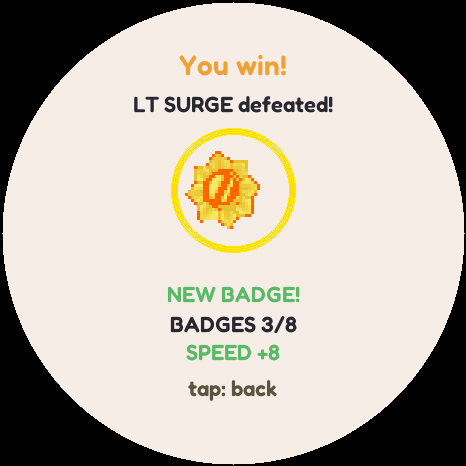 You win!
LT SURGE defeated!
NEW BADGE!
BADGES 3/8
SPEED +8
tap: back